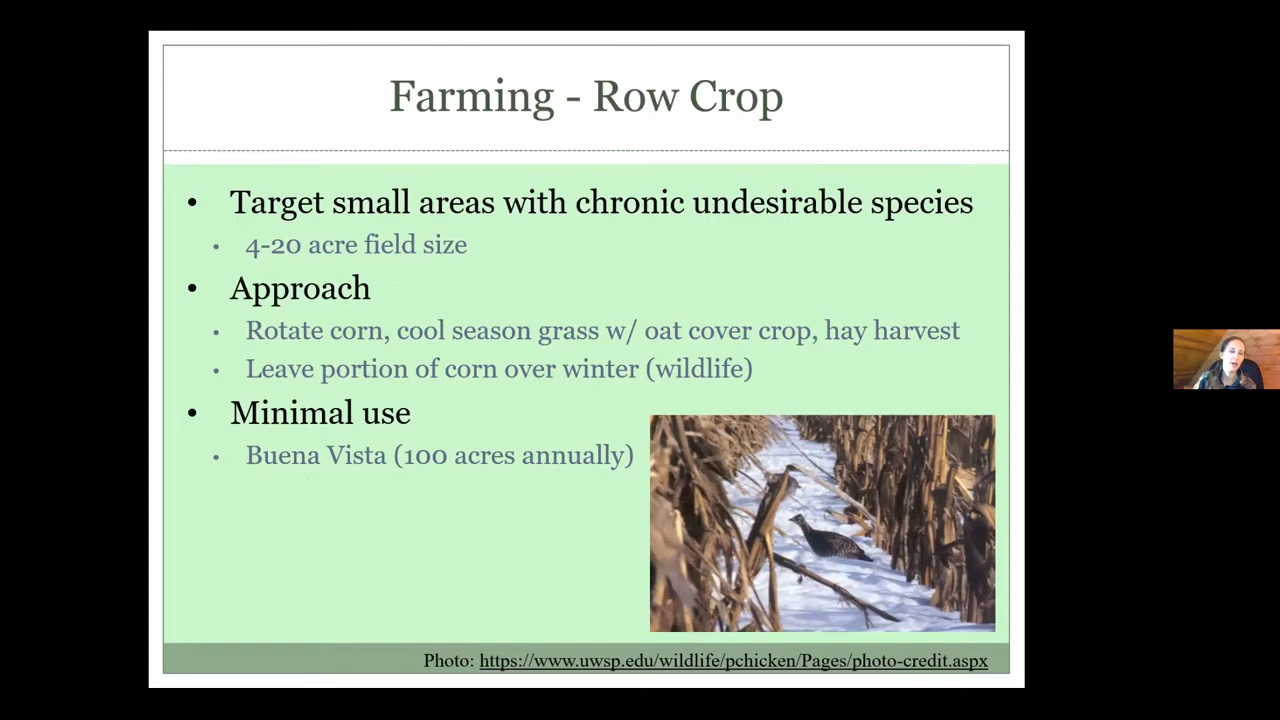 Farming - Row Crop
• Target small areas with chronic undesirable species
• 4-20 acre field size
• Approach
• Rotate corn, cool season grass w/ oat cover crop, hay harvest
• Leave portion of corn over winter (wildlife)
• Minimal use
• Buena Vista (100 acres annually)
Photo: https://www.uwsp.edu/wildlife/pchicken/Pages/photo-credit.aspx